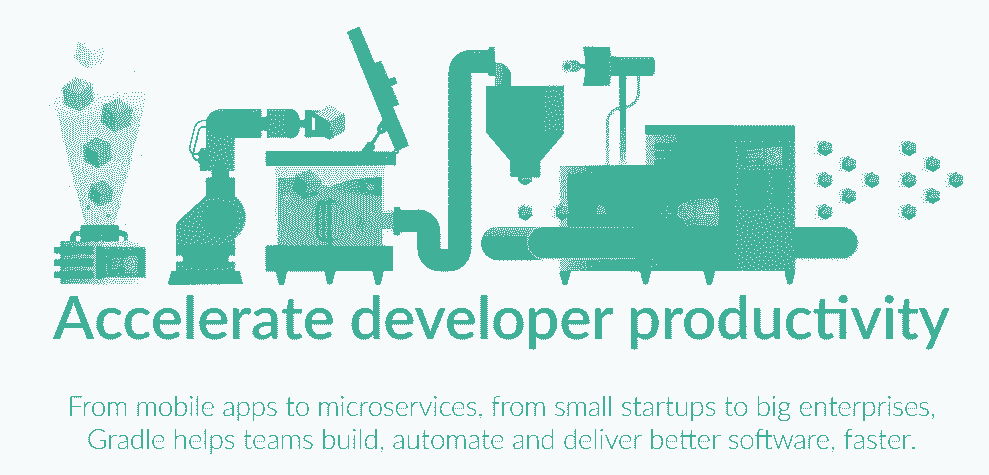 Accelerate developer productivity
From mobile apps to microservices, from small startups to big enterprises,
Gradle helps teams build, automate and deliver better software, faster.